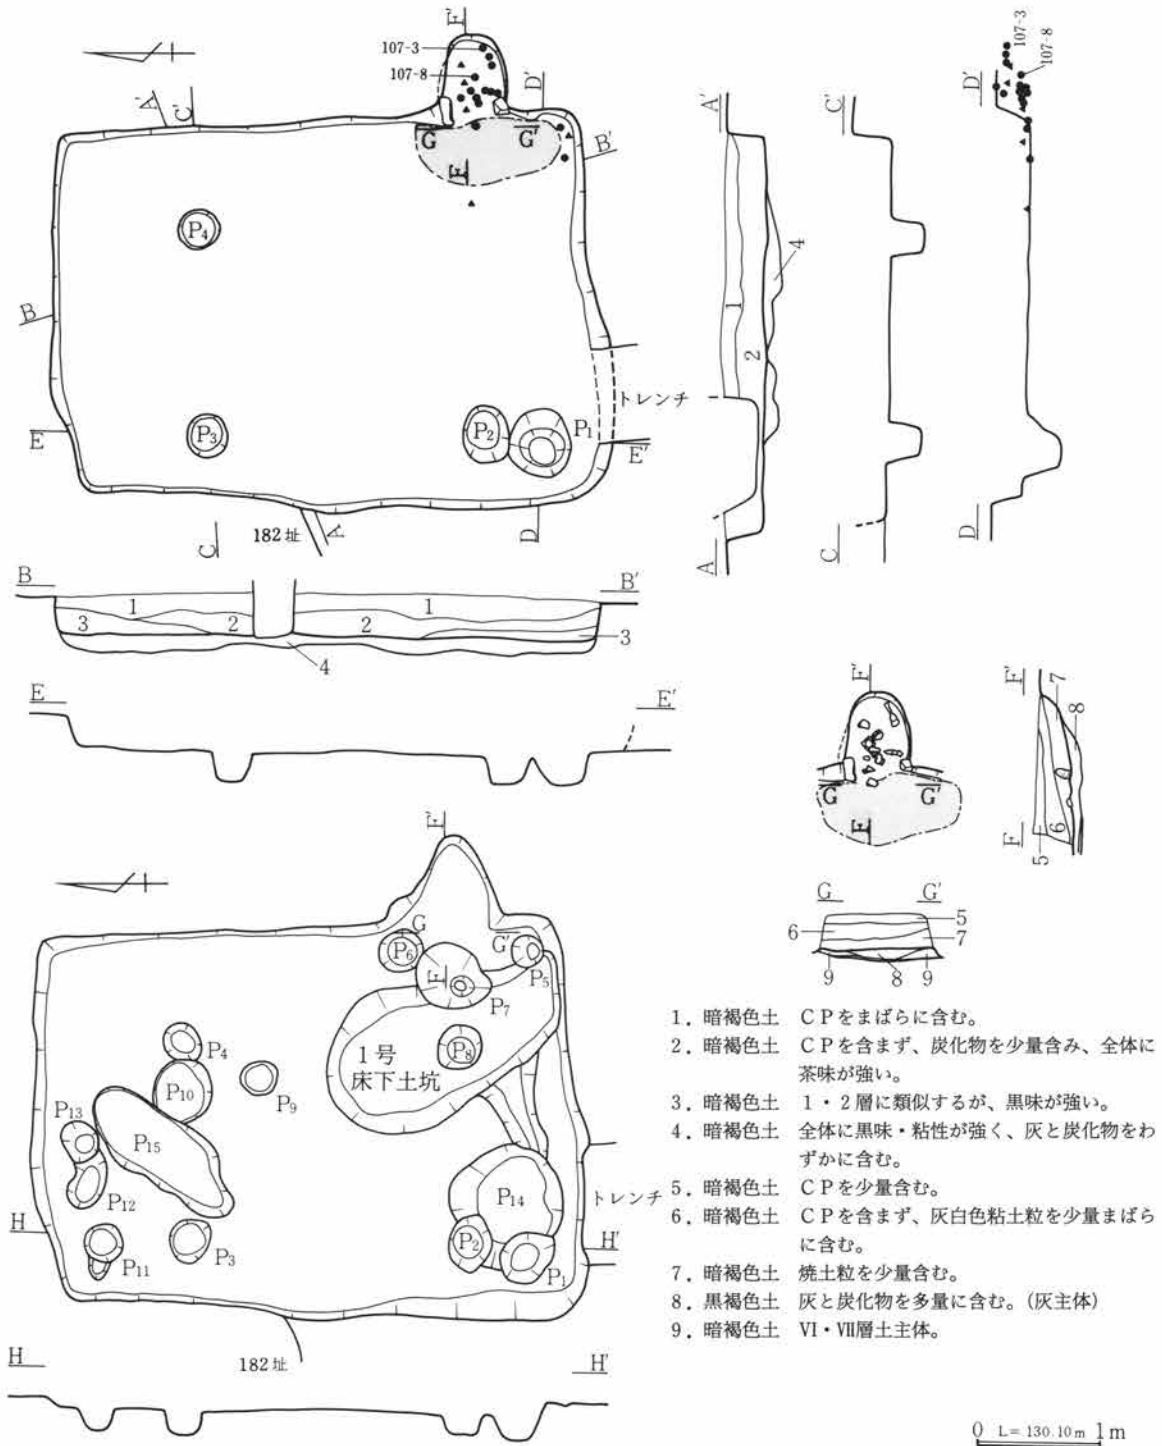 F'
107-3
107-8
A'
C'
D'
G
G'
E
B'
P4
B
E
P3
P2
P1
トレンチ
E'
182址
C
A
D
A'
1
2
4
A
C'
C
D'
107-3
107-8
D
B
B'
1
1
3
2
2
3
4
E
E'
F'
G
G'
E
F'
7
8
F
5
6
G
G'
5
6
7
9
8
9
F'
G
G'
P6
E
P5
P7
P8
1号
床下土坑
P4
P9
P10
P13
P15
P12
P14
トレンチ
H
P11
P3
P2
H'
P1
182址
H
H'
1. 暗褐色土 CPをまばらに含む。
2. 暗褐色土 CPを含まず、炭化物を少量含み、全体に
茶味が強い。
3. 暗褐色土 1・2層に類似するが、黒味が強い。
4. 暗褐色土 全体に黒味・粘性が強く、灰と炭化物をわ
ずかに含む。
5. 暗褐色土 CPを少量含む。
6. 暗褐色土 CPを含まず、灰白色粘土粒を少量まばら
に含む。
7. 暗褐色土 焼土粒を少量含む。
8. 黒褐色土 灰と炭化物を多量に含む。(灰主体)
9. 暗褐色土 VI・VII層土主体。
0 L=130.10m 1m